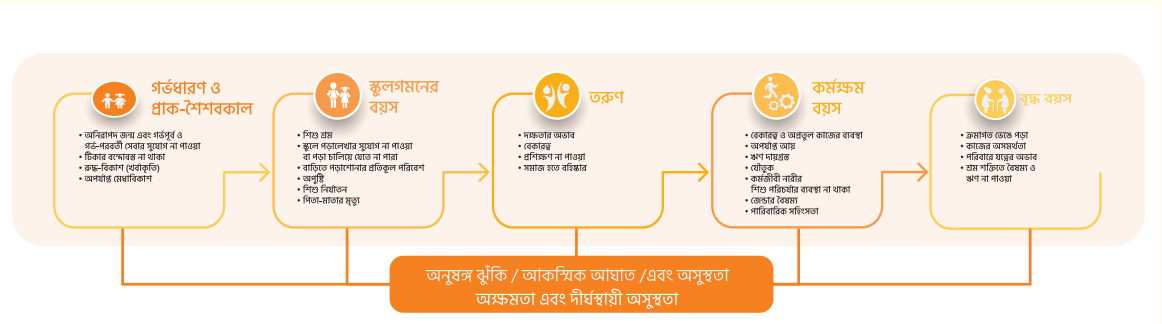 গর্ভধারণ ও
প্রাক-শৈশবকাল
• অনিরাপদ জন্ম এবং গর্ভপূর্ব ও
গর্ভ-পরবর্তী সেবার সুযোগ না পাওয়া
• টিকার বন্দোবস্ত না থাকা
• রুদ্ধ-বিকাশ (খর্বাকৃতি)
• অপর্যাপ্ত মেধাবিকাশ
স্কুলগমনের
বয়স
• শিশু শ্রম
• স্কুলে পড়ালেখার সুযোগ না পাওয়া
বা পড়া চালিয়ে যেতে না পারা
• বাড়িতে পড়াশোনার প্রতিকূল পরিবেশ
• অপুষ্টি
• শিশু নির্যাতন
• পিতা-মাতার মৃত্যু
তরুণ
• দক্ষতার অভাব
• বেকারত্ব
• প্রশিক্ষণ না পাওয়া
• সমাজ হতে বহিষ্কার
কর্মক্ষম
বয়স
• বেকারত্ব ও অপ্রতুল কাজের ব্যবস্থা
• অপর্যাপ্ত আয়
• ঋণ দায়গ্রস্ত
• যৌতুক
• কর্মজীবী নারীর
শিশু পরিচর্যার ব্যবস্থা না থাকা
• জেন্ডার বৈষম্য
• পারিবারিক সহিংসতা
বৃদ্ধ বয়স
• ক্রমাগত ভেঙে পড়া
• কাজের অসমর্থতা
• পরিবারে যত্নের অভাব
• শ্রম শক্তিতে বৈষম্য ও
ঋণ না পাওয়া
অনুষঙ্গ ঝুঁকি / আকস্মিক আঘাত /এবং অসুস্থতা
অক্ষমতা এবং দীর্ঘস্থায়ী অসুস্থতা